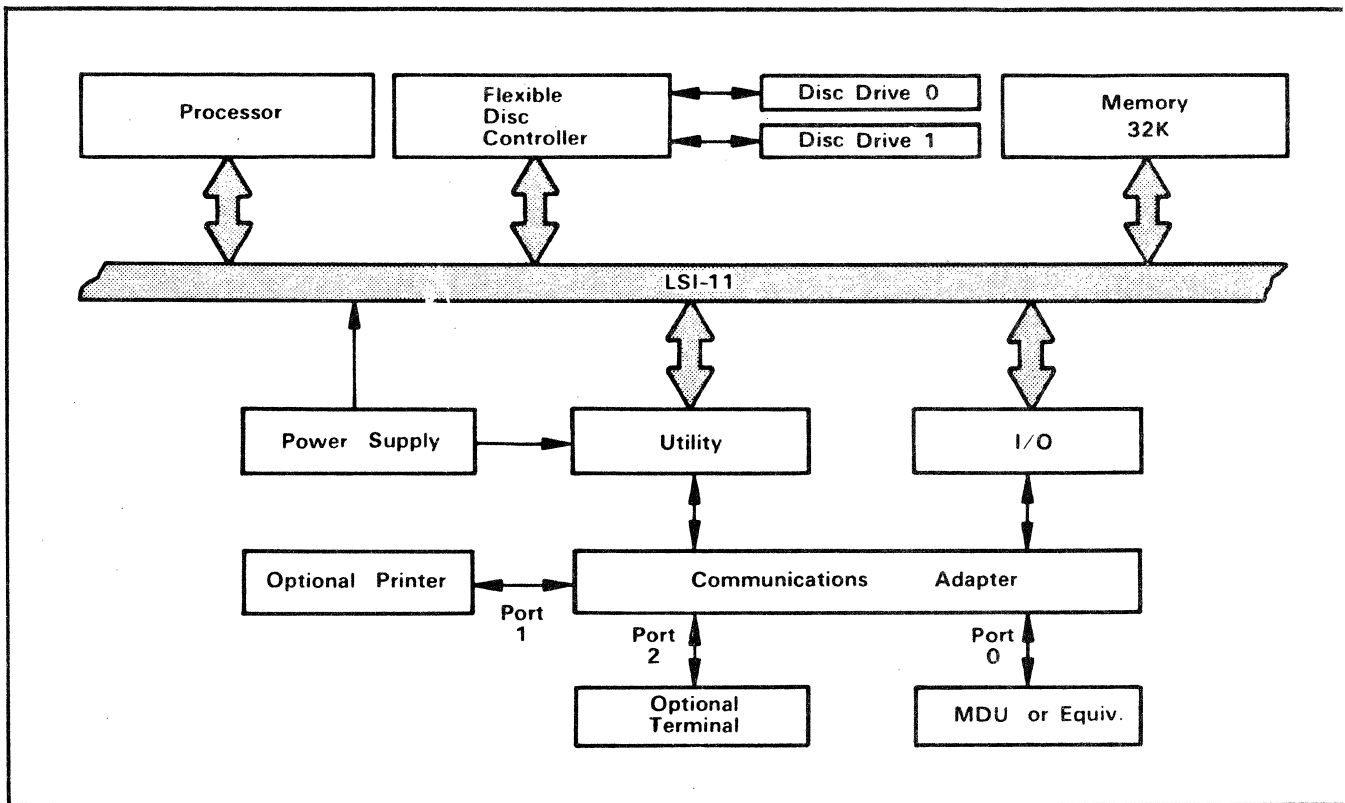 Processor
Flexible
Disc
Controller
Disc Drive 0
Disc Drive 1
Memory
32K
LSI-11
Power Supply
Utility
I/O
Optional Printer
Communications Adapter
Port
1
Port
2
Port
0
Optional
Terminal
MDU or Equiv.